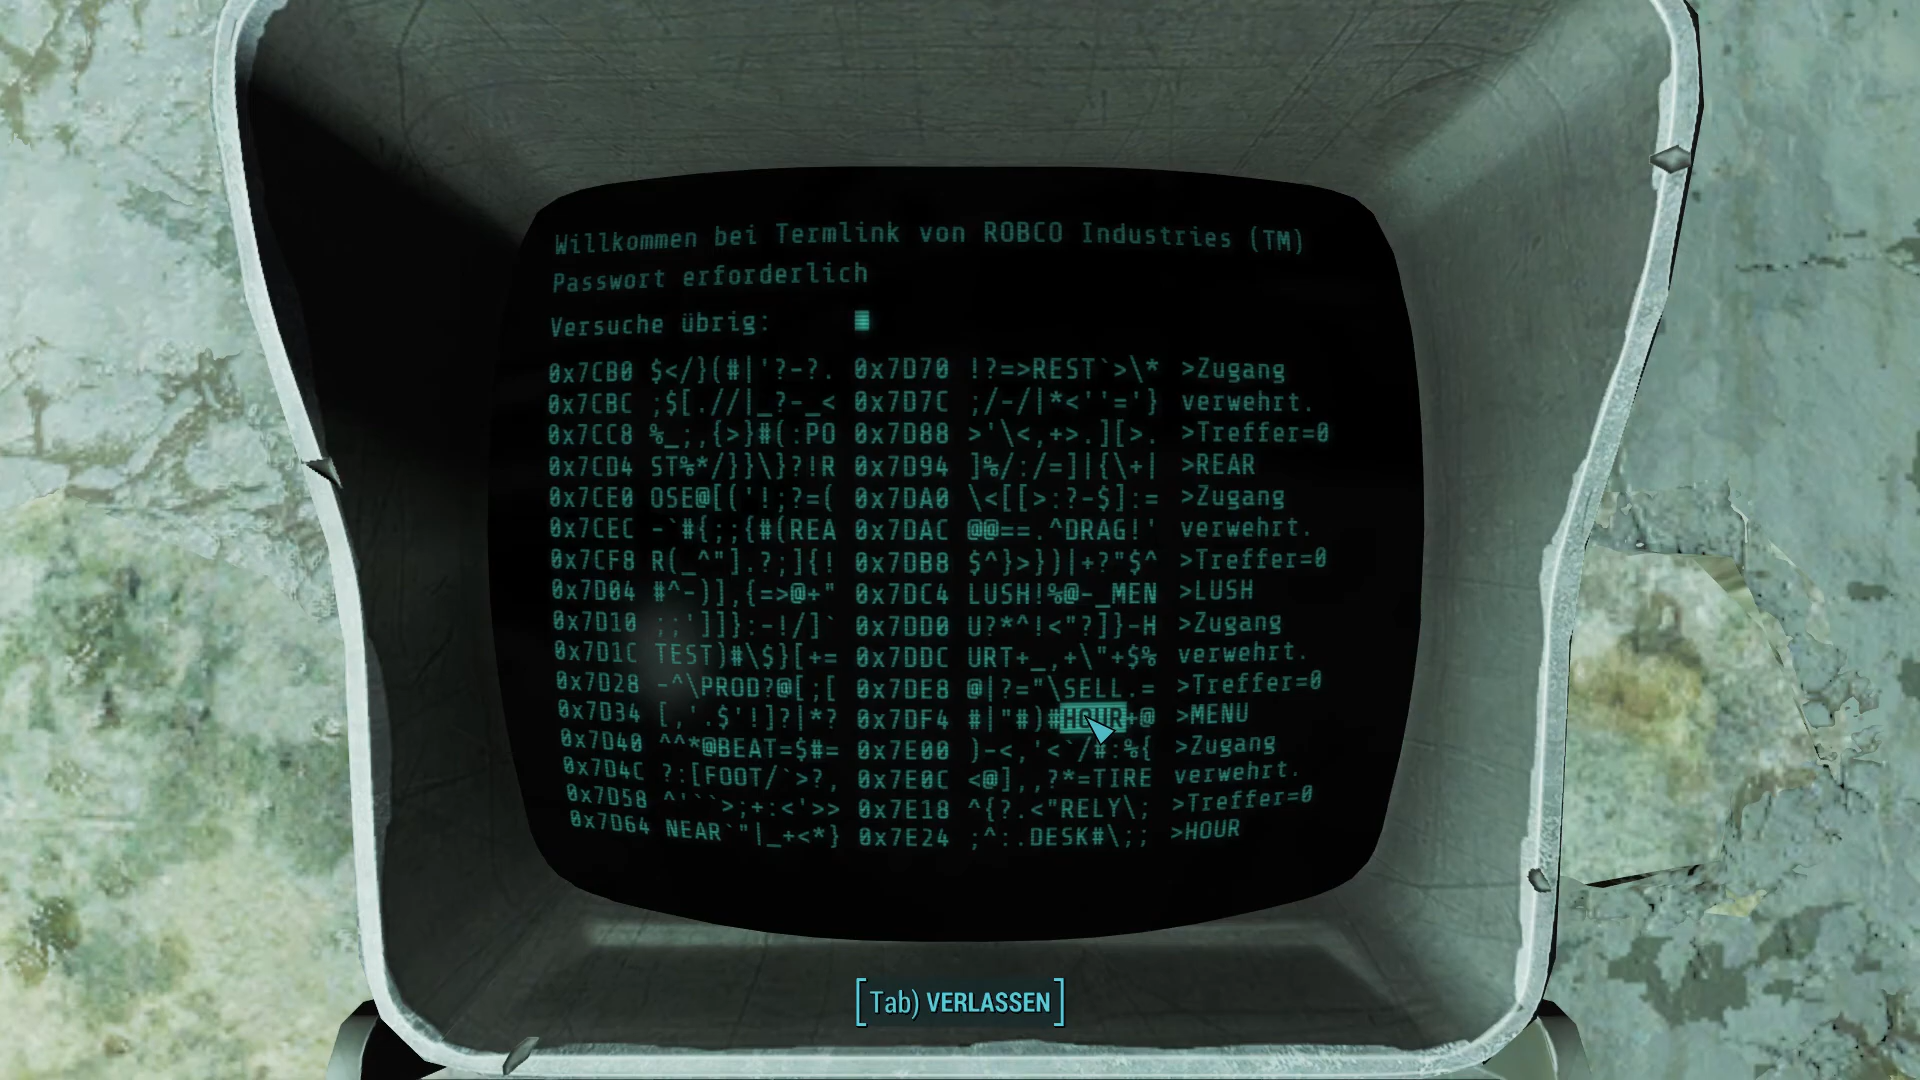 Willkommen bei Termlink von ROBCO Industries (TM)
Passwort erforderlich
Versuche übrig:
0x7CB0 $</}(#|'?-?. 0x7D70 !?=>REST`>\* >Zugang
0x7CBC ;$[.//|_?-_< 0x7D7C ;/-/|*<''='} verwehrt.
0x7CC8 %_;,{>}#(:PO 0x7D88 >'\<,+>.][>. >Treffer=0
0x7CD4 ST%*/}}\}?!R 0x7D94 ]%/:/=]|{\+| >REAR
0x7CE0 OSE@[('!;?=( 0x7DA0 \<[[>:?-$]:= >Zugang
0x7CEC -`#{;;{#(REA 0x7DAC @@==.^DRAG!' verwehrt.
0x7CF8 R(_^"].?;]{! 0x7DB8 $^}>})|+?"$^ >Treffer=0
0x7D04 #^-)],{=>@+" 0x7DC4 LUSH!%@-_MEN >LUSH
0x7D10 ;;']]}:-!/]` 0x7DD0 U?*^!<"?]}-H >Zugang
0x7D1C TEST)#\$}[+= 0x7DDC URT+_,+\"+$% verwehrt.
0x7D28 -^\PROD?@[;[ 0x7DE8 @|?="\SELL.= >Treffer=0
0x7D34 [,'.$'!]?|*? 0x7DF4 #|"#)#HOUR+@ >MENU
0x7D40 ^^*@BEAT=$#= 0x7E00 )-<,'<`/#:%{ >Zugang
0x7D4C ?:[FOOT/`>?, 0x7E0C <@],,?*=TIRE verwehrt.
0x7D58 ^'``>;+:<'>> 0x7E18 ^{?.<"RELY\; >Treffer=0
0x7D64 NEAR`"|_+<*} 0x7E24 ;^:.DESK#\;; >HOUR
[Tab) VERLASSEN]